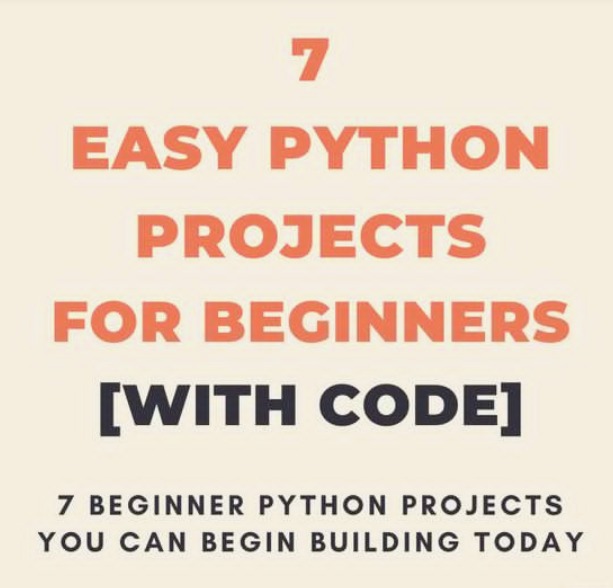 7
EASY PYTHON
PROJECTS
FOR BEGINNERS
[WITH CODE]
7 BEGINNER PYTHON PROJECTS
YOU CAN BEGIN BUILDING TODAY